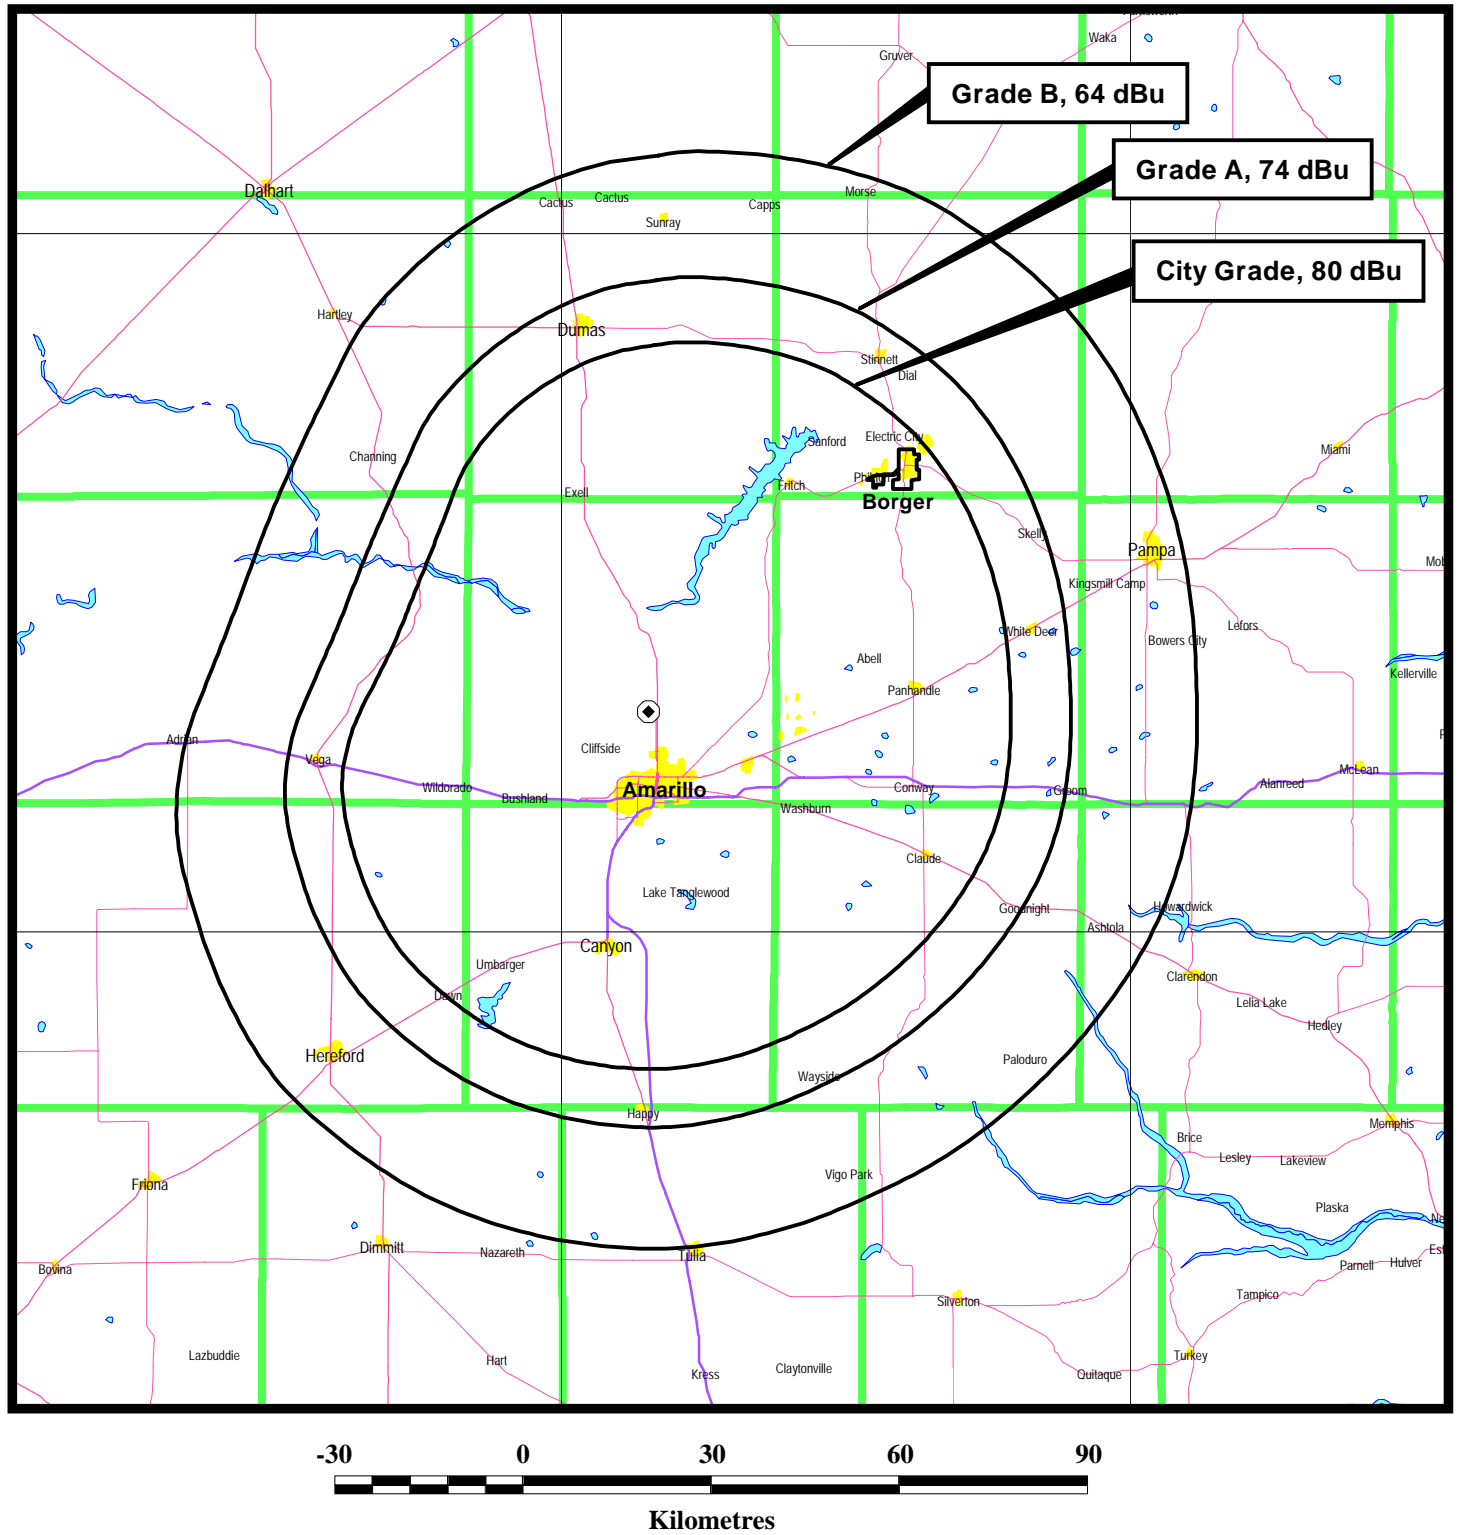 Waka
Gruver
Grade B, 64 dBu
Grade A, 74 dBu
Dalhart
Morse
Cactus
Cactus
Capps
Sunray
City Grade, 80 dBu
Hartley
Dumas
Stinnett
Dial
Electric City
Sanford
Miami
Channing
Fritch
Exell
Borger
Skelly
Pampa
Kingsmill Camp
Lefors
White Deer
Bowers City
Abell
Kellerville
Panhandle
Adrian
Cliffside
Vega
McLean
Wildorado
Amarillo
Conway
Groom
Alanreed
Bushland
Washburn
Claude
Lake Tanglewood
Goodnight
Howardwick
Ashtola
Canyon
Umbarger
Clarendon
Dawn
Lelia Lake
Hedley
Hereford
Paloduro
Wayside
Happy
Memphis
Brice
Lesley
Lakeview
Vigo Park
Friona
Plaska
Ne
Dimmitt
Nazareth
Tulia
Est
Bovina
Parnell
Hulver
Silverton
Tampico
Lazbuddie
Hart
Kress
Claytonville
Quitaque
Turkey
-30 0 30 60 90
Kilometres